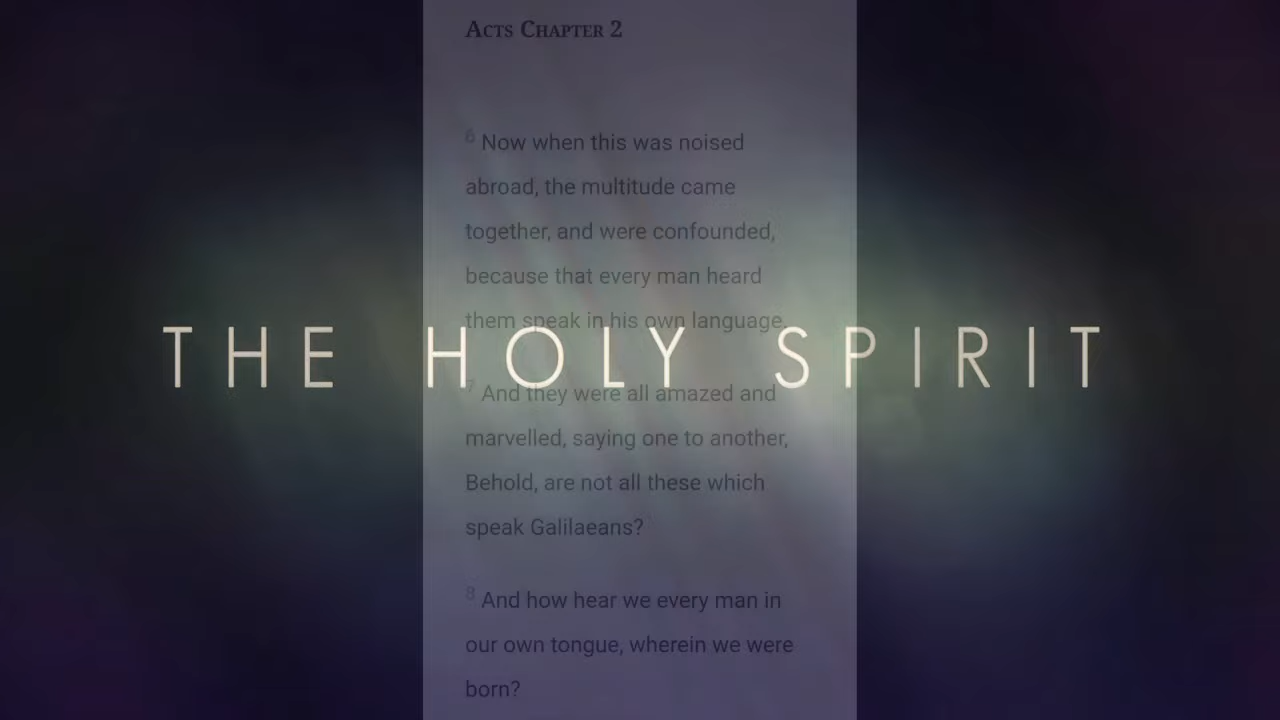 Acts Chapter 2
6 Now when this was noised
abroad, the multitude came
together, and were confounded,
because that every man heard
them speak in his own language.
THE HOLY SPIRIT
7 And they were all amazed and
marvelled, saying one to another,
Behold, are not all these which
speak Galilaeans?
8 And how hear we every man in
our own tongue, wherein we were
born?